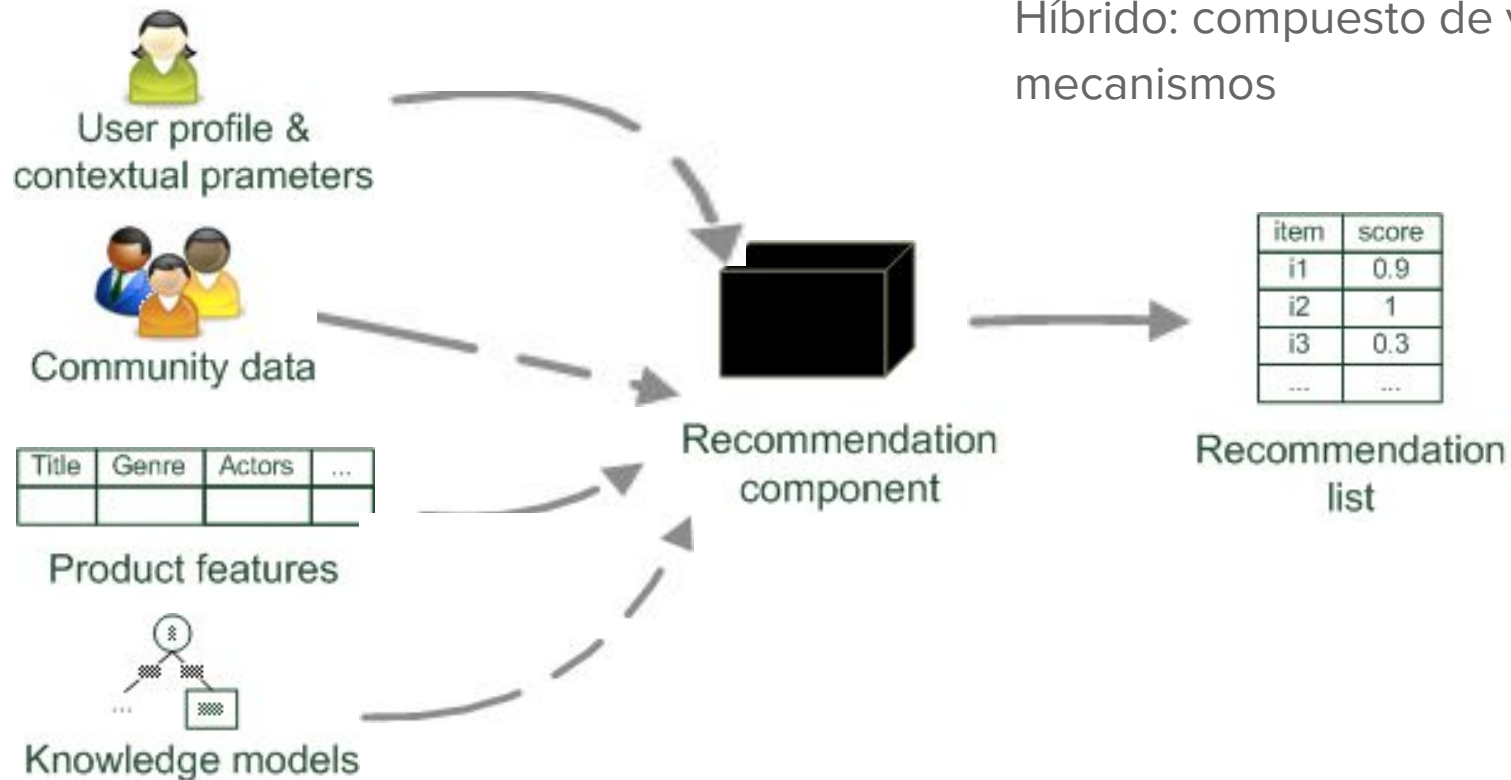 Híbrido: compuesto de
mecanismos
User profile &
contextual prameters
Community data
Title Genre Actors ...
Product features
...
Knowledge models
Recommendation
component
item score
i1 0.9
i2 1
i3 0.3
... ...
Recommendation
list